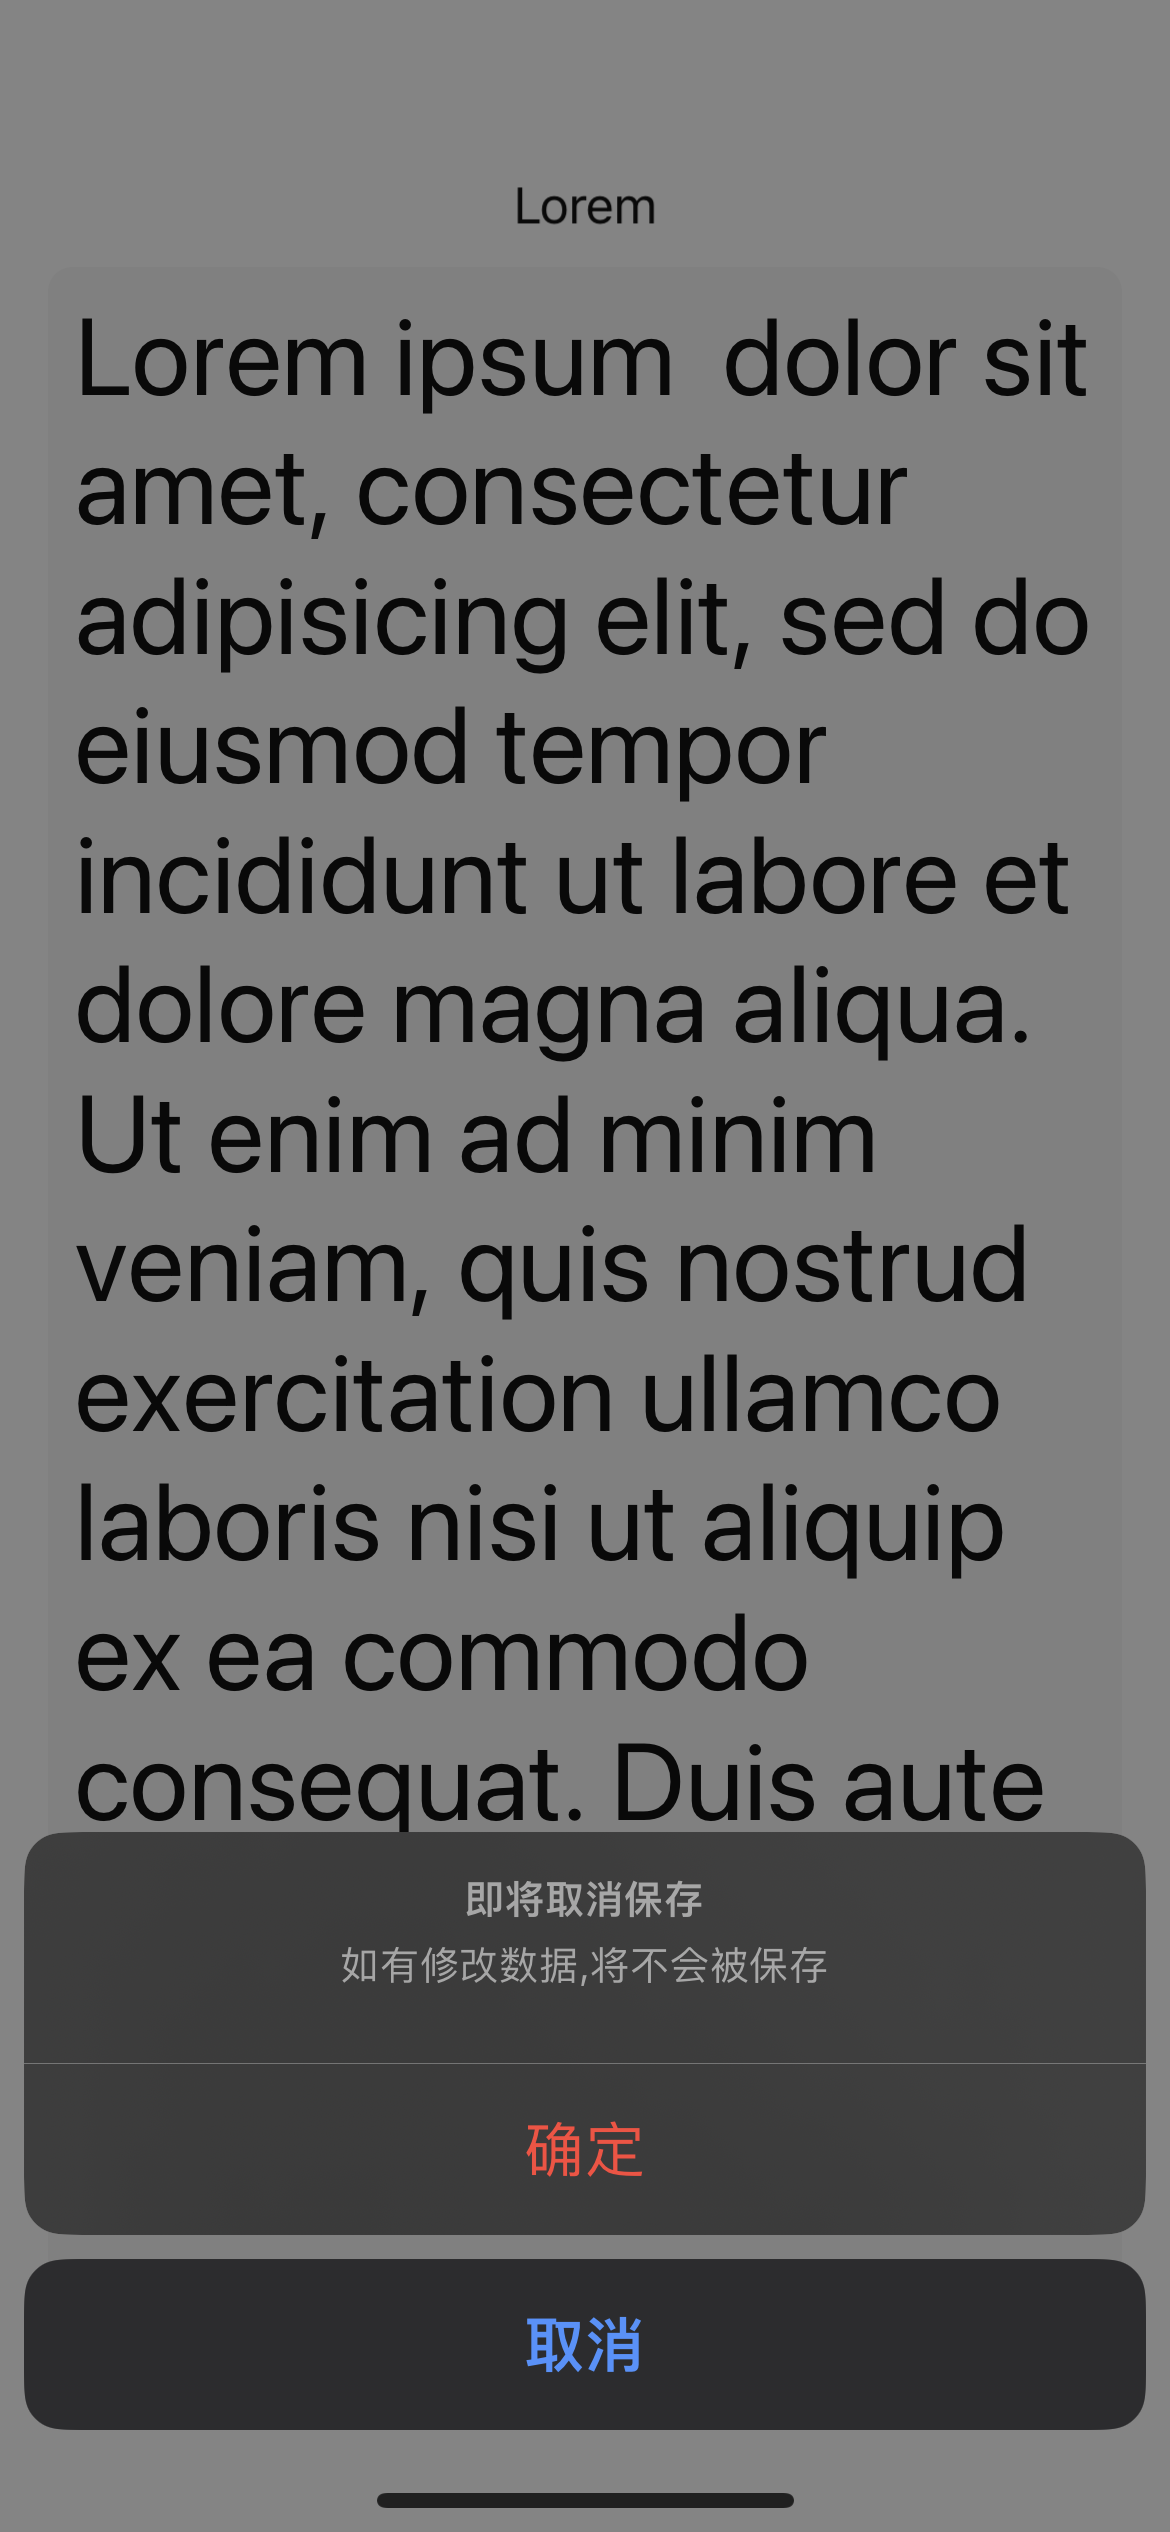 Lorem
Lorem ipsum  dolor sit
amet, consectetur
adipisicing elit, sed do
eiusmod tempor
incididunt ut labore et
dolore magna aliqua.
Ut enim ad minim
veniam, quis nostrud
exercitation ullamco
laboris nisi ut aliquip
ex ea commodo
consequat. Duis aute
即将取消保存
如有修改数据,将不会被保存
确定
取消